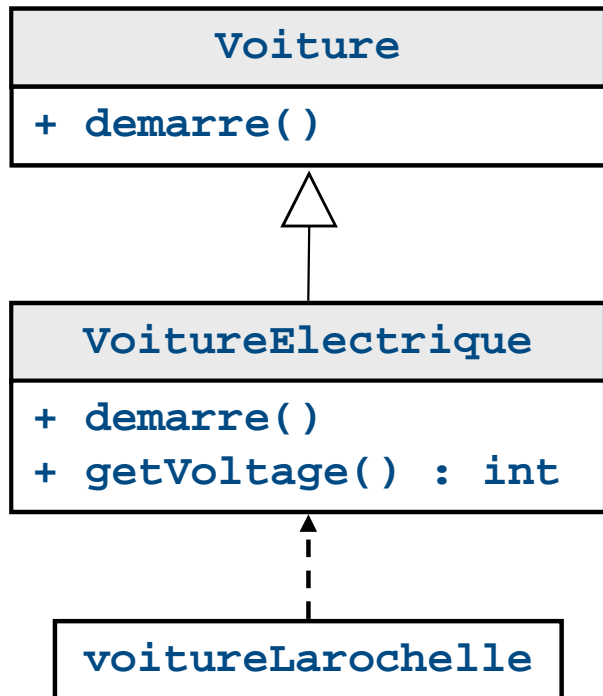 Voiture
+ demarre()
VoitureElectrique
+ demarre()
+ getVoltage() : int
voitureLarochelle